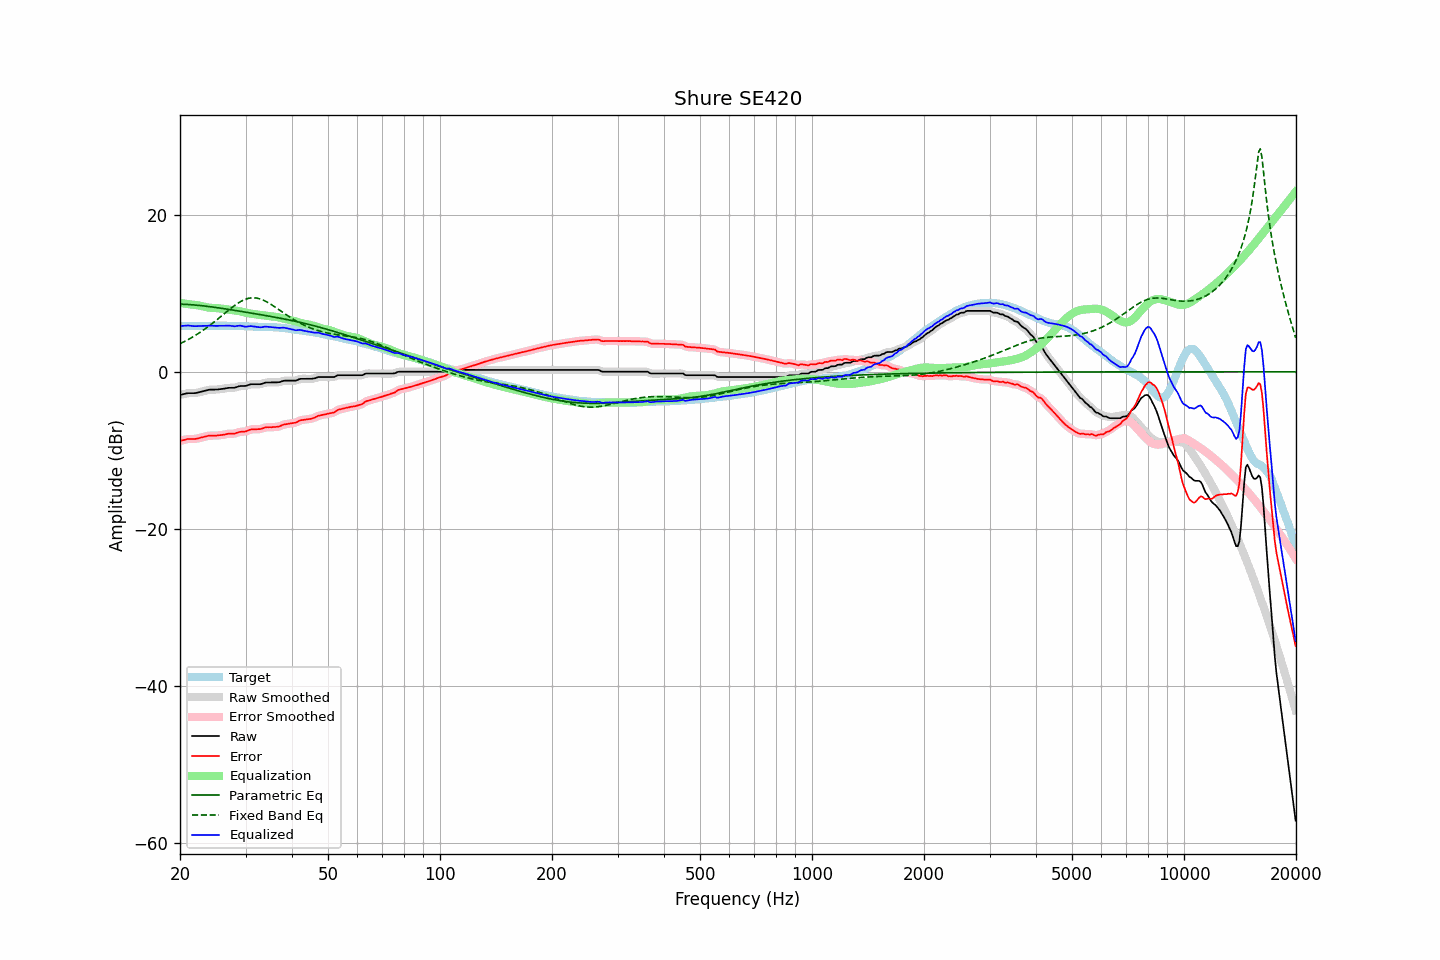 Shure SE420
Amplitude (dBr)
20
0
−20
−40
−60
Target
Raw Smoothed
Error Smoothed
Raw
Error
Equalization
Parametric Eq
Fixed Band Eq
Equalized
20 50 100 200 500 1000 2000 5000 10000 20000
Frequency (Hz)